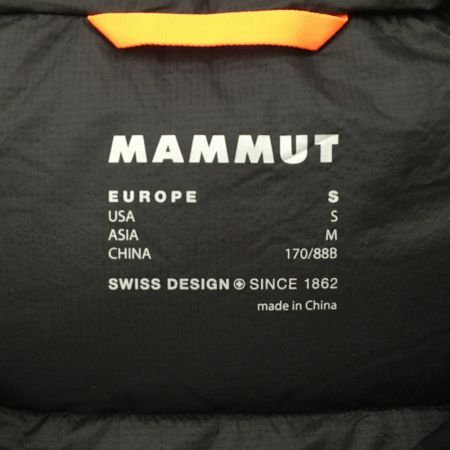 MAMMUT
EUROPE S
USA S
ASIA M
CHINA 170/88B
SWISS DESIGN SINCE 1862
made in China